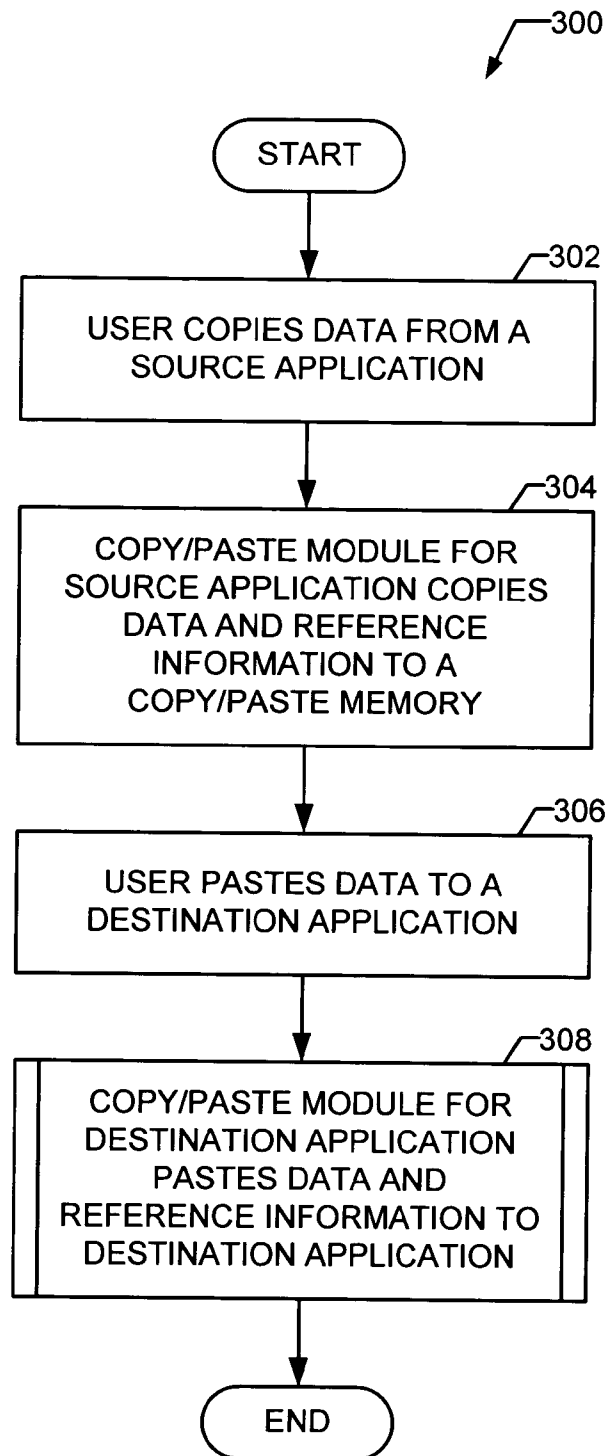 300
START
302
USER COPIES DATA FROM A
SOURCE APPLICATION
304
COPY/PASTE MODULE FOR
SOURCE APPLICATION COPIES
DATA AND REFERENCE
INFORMATION TO A
COPY/PASTE MEMORY
306
USER PASTES DATA TO A
DESTINATION APPLICATION
308
COPY/PASTE MODULE FOR
DESTINATION APPLICATION
PASTES DATA AND
REFERENCE INFORMATION TO
DESTINATION APPLICATION
END